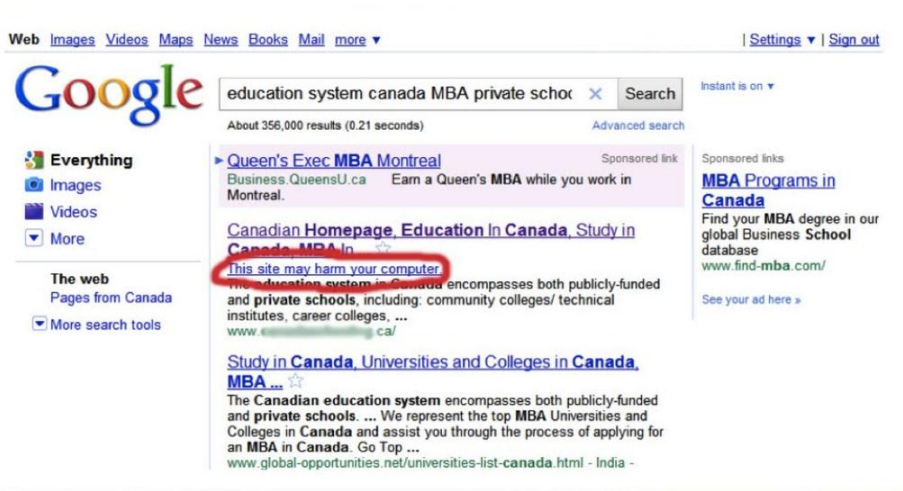 Web Images Videos Maps News Books Mail more ▼ | Settings ▼ | Sign out
Google
education system canada MBA private schoo × Search
Instant is on ▼
About 356,000 results (0.21 seconds) Advanced search
Everything
Images
Videos
More
The web
Pages from Canada
More search tools
Queen's Exec MBA Montreal Sponsored link
Business.QueensU.ca Earn a Queen's MBA while you work in
Montreal.
Canadian Homepage, Education In Canada, Study in
Canada, MBA In ...
This site may harm your computer.
The education system in Canada encompasses both publicly-funded
and private schools, including: community colleges/ technical
institutes, career colleges, ...
www. .ca/
Study in Canada, Universities and Colleges in Canada,
MBA ...
The Canadian education system encompasses both publicly-funded
and private schools. ... We represent the top MBA Universities and
Colleges in Canada and assist you through the process of applying for
an MBA in Canada. Go Top ...
www.global-opportunities.net/universities-list-canada.html - India -
Sponsored links
MBA Programs in
Canada
Find your MBA degree in our
global Business School
database
www.find-mba.com/
See your ad here »